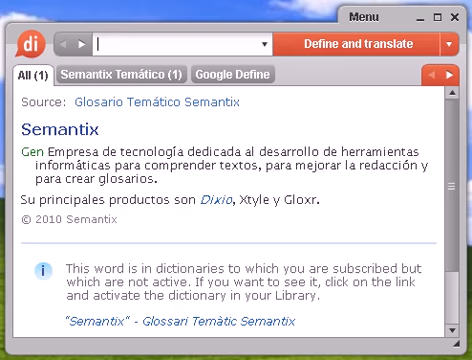 Menu
di
Define and translate
All (1)
Semantix Temático (1)
Google Define
Source: Glosario Temático Semantix
Semantix
Gen Empresa de tecnología dedicada al desarrollo de herramientas
informáticas para comprender textos, para mejorar la redacción y
para crear glosarios.
Su principales productos son Dixio, Xtyle y Gloxr.
© 2010 Semantix
i
This word is in dictionaries to which you are subscribed but
which are not active. If you want to see it, click on the link
and activate the dictionary in your Library.
"Semantix" - Glossari Temàtic Semantix